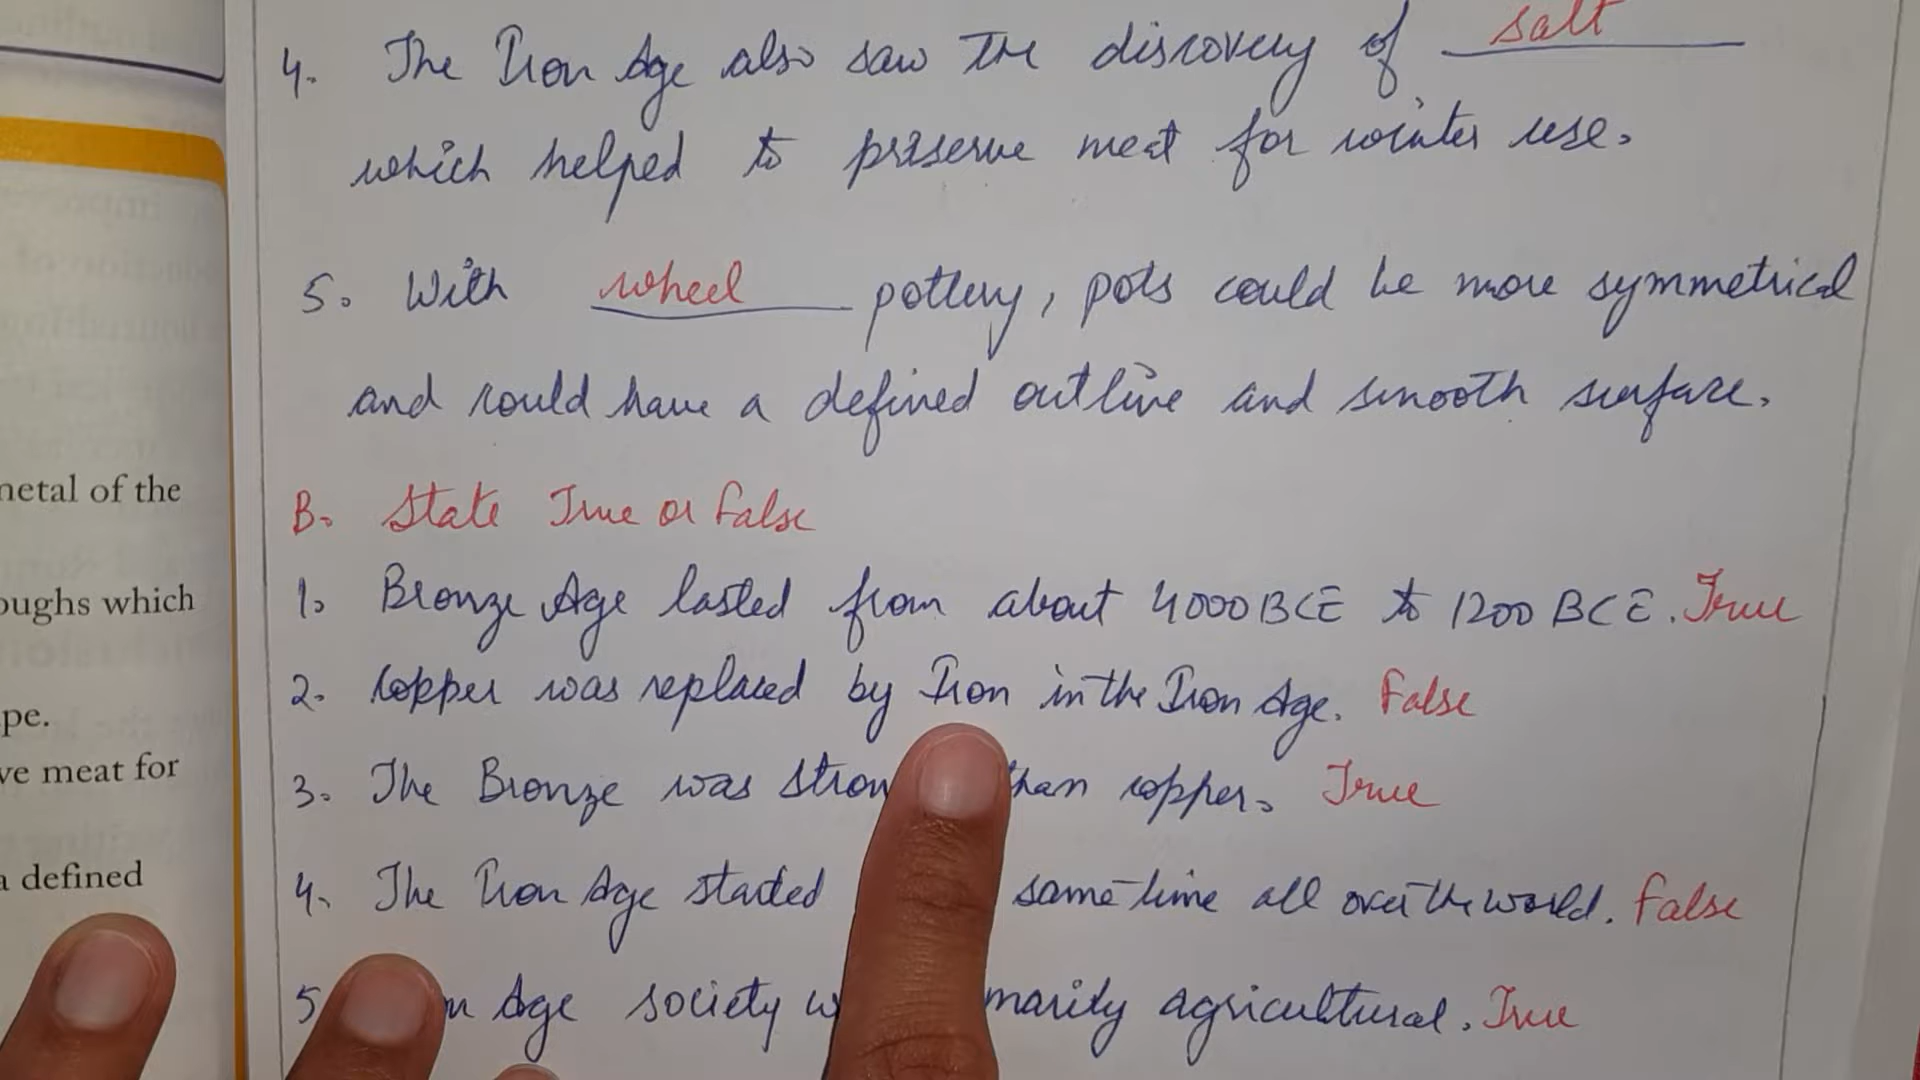 4. The Iron Age also saw the discovery of salt
which helped to preserve meat for winter use.
5. With wheel pottery, pots could be more symmetrical
and could have a defined outline and smooth surface.
B. State True or False
1. Bronze Age lasted from about 4000 BCE to 1200 BCE. True
2. Copper was replaced by Iron in the Iron Age. False
3. The Bronze was than copper. True
4. The Iron Age started same time all over the world. False
5 Age society agricultural. True
metal of the
oughs which
pe.
ve meat for
a defined